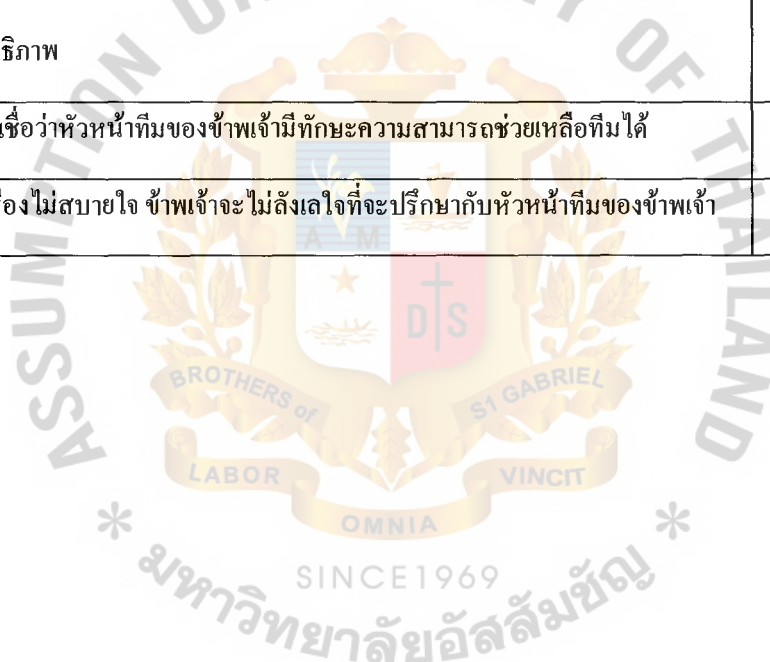 ธิภาพ
เชื่อว่าหัวหน้าทีมของข้าพเจ้ามีทักษะความสามารถช่วยเหลือทีมได้
ื่องไม่สบายใจ ข้าพเจ้าจะไม่ลังเลใจที่จะปรึกษากับหัวหน้าทีมของข้าพเจ้า
ASSUMPTION UNIVERSITY OF THAILAND
A M
D S
BROTHERS of ST GABRIEL
LABOR
VINCIT
OMNIA
SINCE 1969
มหาวิทยาลัยอัสสัมชัญ